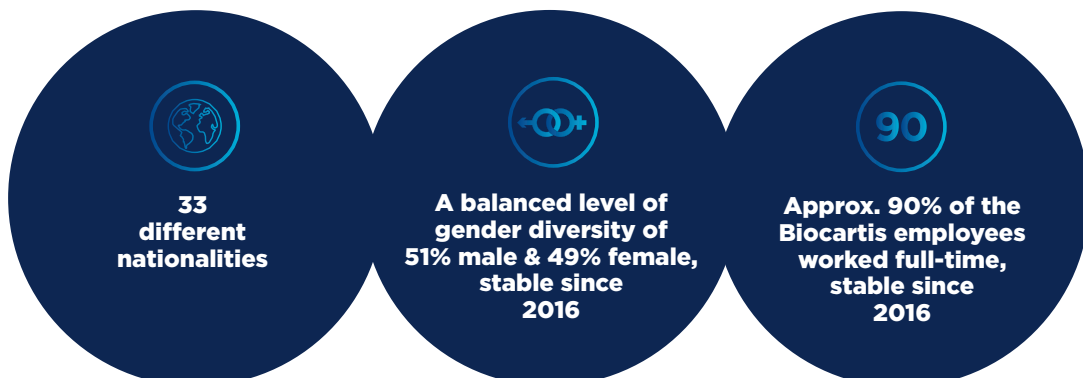 33
different
nationalities
A balanced level of
gender diversity of
51% male & 49% female,
stable since
2016
90
Approx. 90% of the
Biocartis employees
worked full-time,
stable since
2016